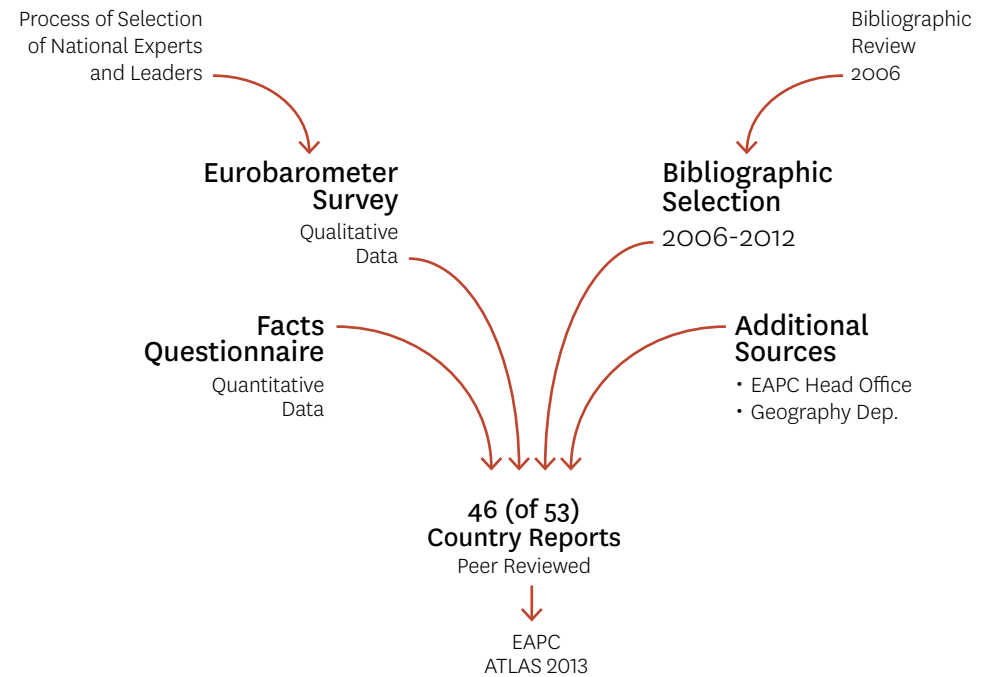 Process of Selection
of National Experts
and Leaders
Bibliographic
Review
2006
Eurobarometer
Survey
Qualitative
Data
Bibliographic
Selection
2006-2012
Facts
Questionnaire
Quantitative
Data
Additional
Sources
• EAPC Head Office
• Geography Dep.
46 (of 53)
Country Reports
Peer Reviewed
EAPC
ATLAS 2013